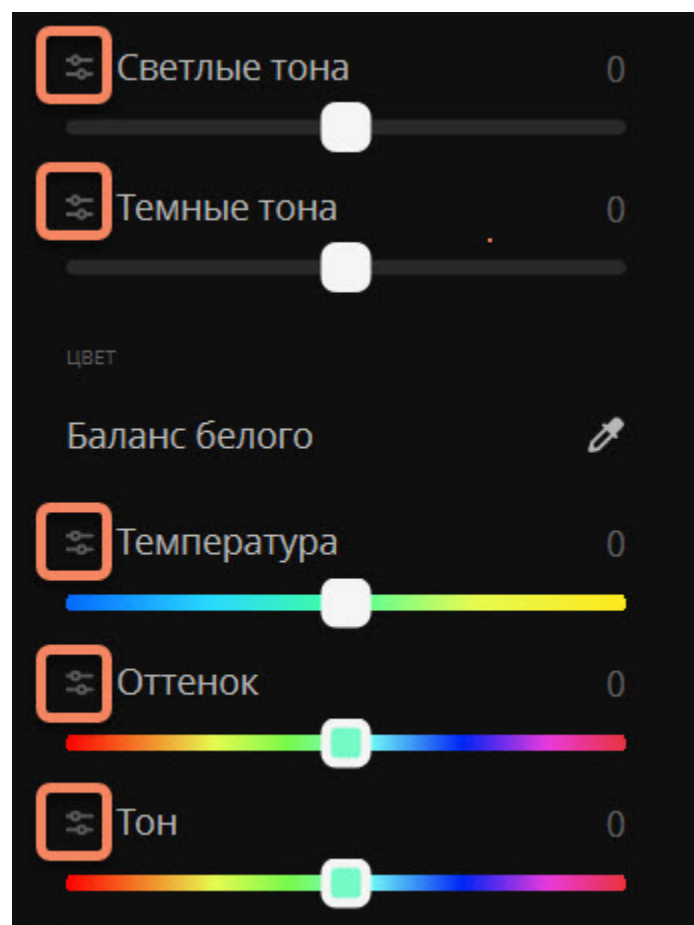 Светлые тона 0
Темные тона 0
ЦВЕТ
Баланс белого
Температура 0
Оттенок 0
Тон 0